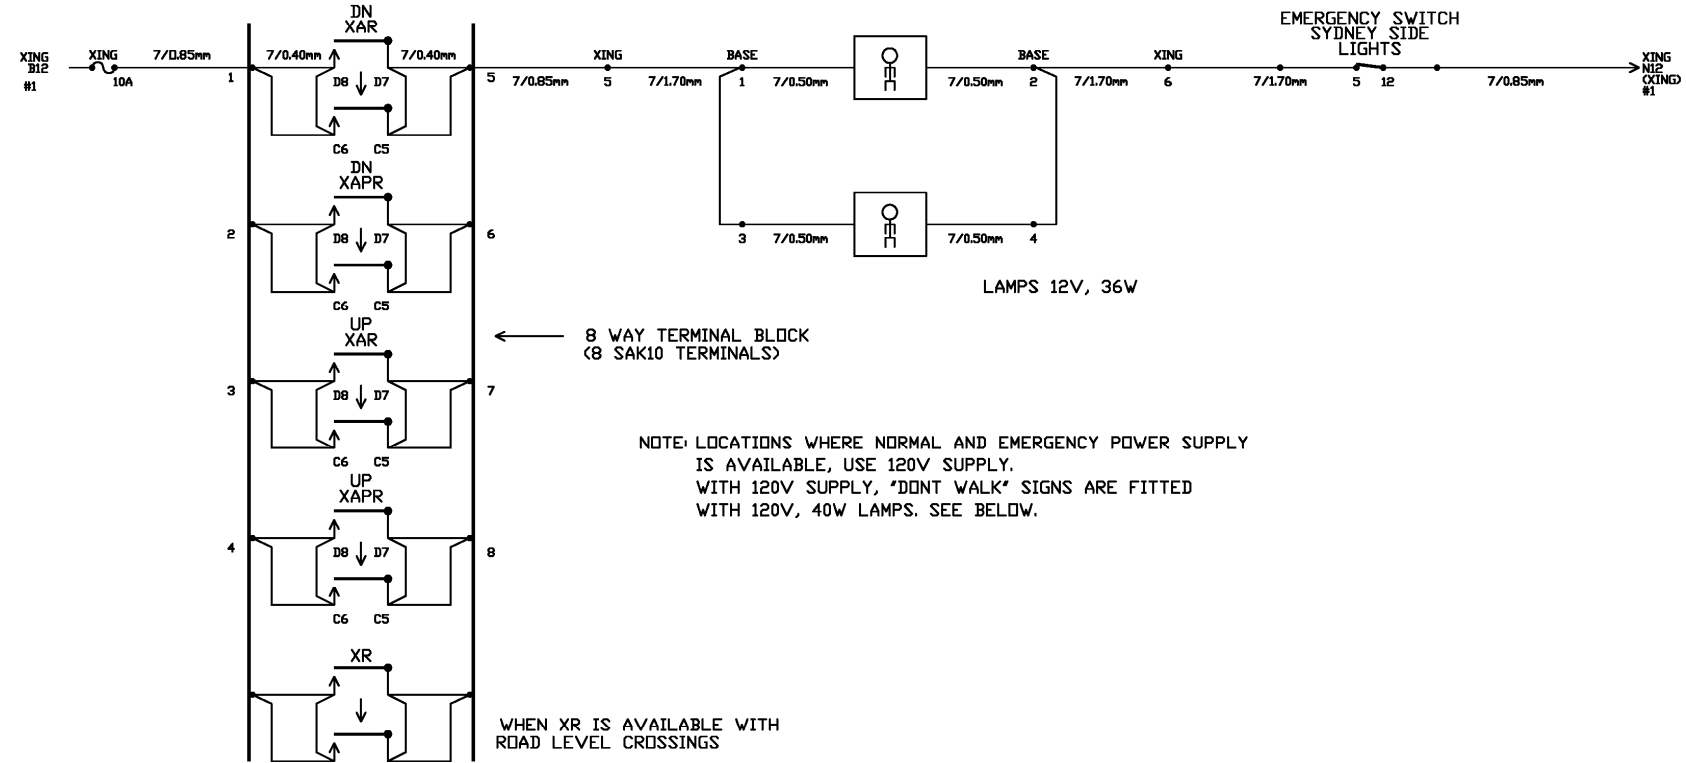 DN
XAR
EMERGENCY SWITCH
SYDNEY SIDE
LIGHTS
XING
B12
#1
XING
10A
7/0.85mm
1
7/0.40mm
7/0.40mm
D8 D7
C6 C5
5
7/0.85mm
XING
5
7/1.70mm
BASE
1
7/0.50mm
7/0.50mm
BASE
2
7/1.70mm
XING
6
7/1.70mm
5 12
7/0.85mm
XING
N12
(XING)
#1
DN
XAPR
2
D8 D7
C6 C5
6
3
7/0.50mm
7/0.50mm
4
LAMPS 12V, 36W
UP
XAR
8 WAY TERMINAL BLOCK
(8 SAK10 TERMINALS)
3
D8 D7
C6 C5
7
NOTE: LOCATIONS WHERE NORMAL AND EMERGENCY POWER SUPPLY
IS AVAILABLE, USE 120V SUPPLY.
WITH 120V SUPPLY, "DONT WALK" SIGNS ARE FITTED
WITH 120V, 40W LAMPS. SEE BELOW.
UP
XAPR
4
D8 D7
C6 C5
8
XR
WHEN XR IS AVAILABLE WITH
ROAD LEVEL CROSSINGS